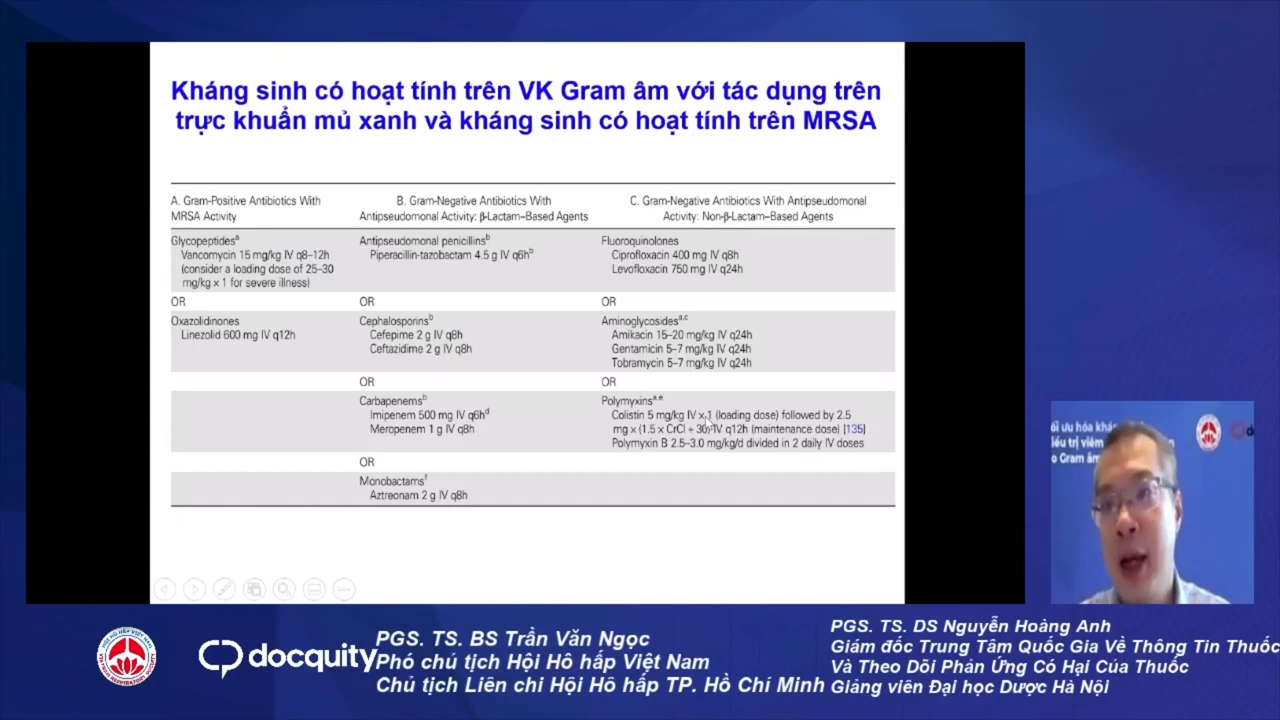 Kháng sinh có hoạt tính trên VK Gram âm với tác dụng trên
trực khuẩn mủ xanh và kháng sinh có hoạt tính trên MRSA
A. Gram-Positive Antibiotics With
MRSA Activity
B. Gram-Negative Antibiotics With
Antipseudomonal Activity: β-Lactam–Based Agents
C. Gram-Negative Antibiotics With Antipseudomonal
Activity: Non-β-Lactam–Based Agents
Glycopeptidesᵃ
Vancomycin 15 mg/kg IV q8–12h
(consider a loading dose of 25–30
mg/kg × 1 for severe illness)
Antipseudomonal penicillinsᵇ
Piperacillin-tazobactam 4.5 g IV q6hᵇ
Fluoroquinolones
Ciprofloxacin 400 mg IV q8h
Levofloxacin 750 mg IV q24h
OR
OR
OR
Oxazolidinones
Linezolid 600 mg IV q12h
Cephalosporinsᵇ
Cefepime 2 g IV q8h
Ceftazidime 2 g IV q8h
Aminoglycosidesᵃ,ᶜ
Amikacin 15–20 mg/kg IV q24h
Gentamicin 5–7 mg/kg IV q24h
Tobramycin 5–7 mg/kg IV q24h
OR
OR
Carbapenemsᵇ
Imipenem 500 mg IV q6hᵈ
Meropenem 1 g IV q8h
Polymyxinsᵃ,ᵉ
Colistin 5 mg/kg IV × 1 (loading dose) followed by 2.5
mg × (1.5 × CrCl + 30) IV q12h (maintenance dose) [135]
Polymyxin B 2.5–3.0 mg/kg/d divided in 2 daily IV doses
OR
Monobactamsᶠ
Aztreonam 2 g IV q8h
docquity
PGS. TS. BS Trần Văn Ngọc
Phó chủ tịch Hội Hô hấp Việt Nam
Chủ tịch Liên chi Hội Hô hấp TP. Hồ Chí Minh
PGS. TS. DS Nguyễn Hoàng Anh
Giám đốc Trung Tâm Quốc Gia Về Thông Tin Thuốc
Và Theo Dõi Phản Ứng Có Hại Của Thuốc
Giảng viên Đại học Dược Hà Nội